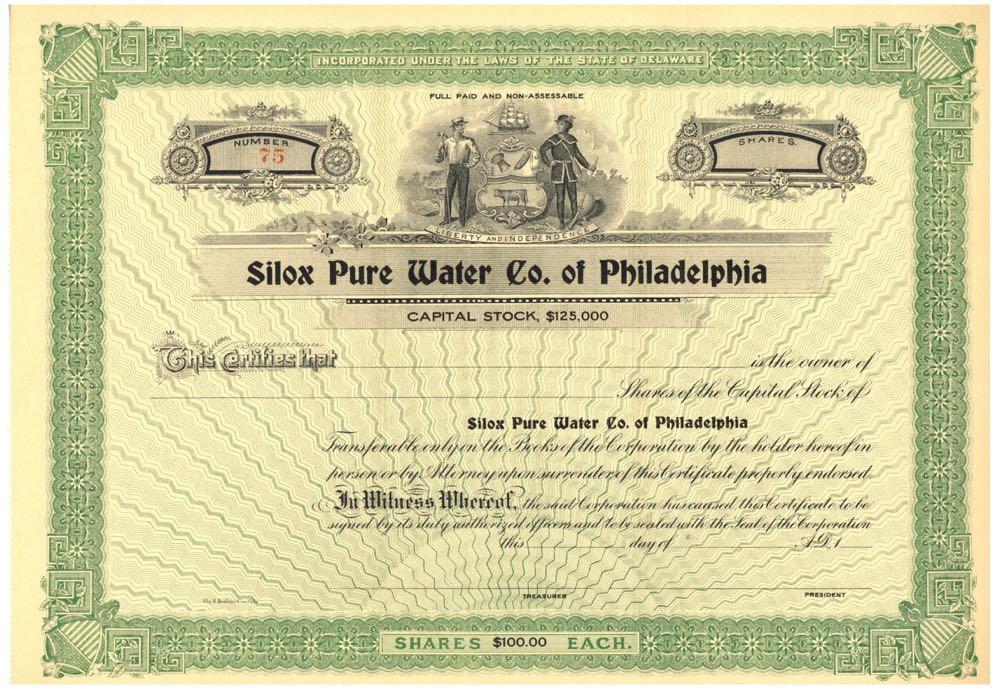 INCORPORATED UNDER THE LAWS OF THE STATE OF DELAWARE
FULL PAID AND NON-ASSESSABLE
NUMBER.
75
SHARES.
LIBERTY AND INDEPENDENCE
Silox Pure Water Co. of Philadelphia
CAPITAL STOCK, $125,000
This Certifies that is the owner of
Shares of the Capital Stock of
Silox Pure Water Co. of Philadelphia
Transferable only on the Books of the Corporation by the holder hereof in
person or by Attorney upon surrender of this Certificate properly endorsed.
In Witness Whereof, the said Corporation has caused this Certificate to be
signed by its duly authorized officers and to be sealed with the Seal of the Corporation
this day of A.D. 1
TREASURER
PRESIDENT
SHARES $100.00 EACH.